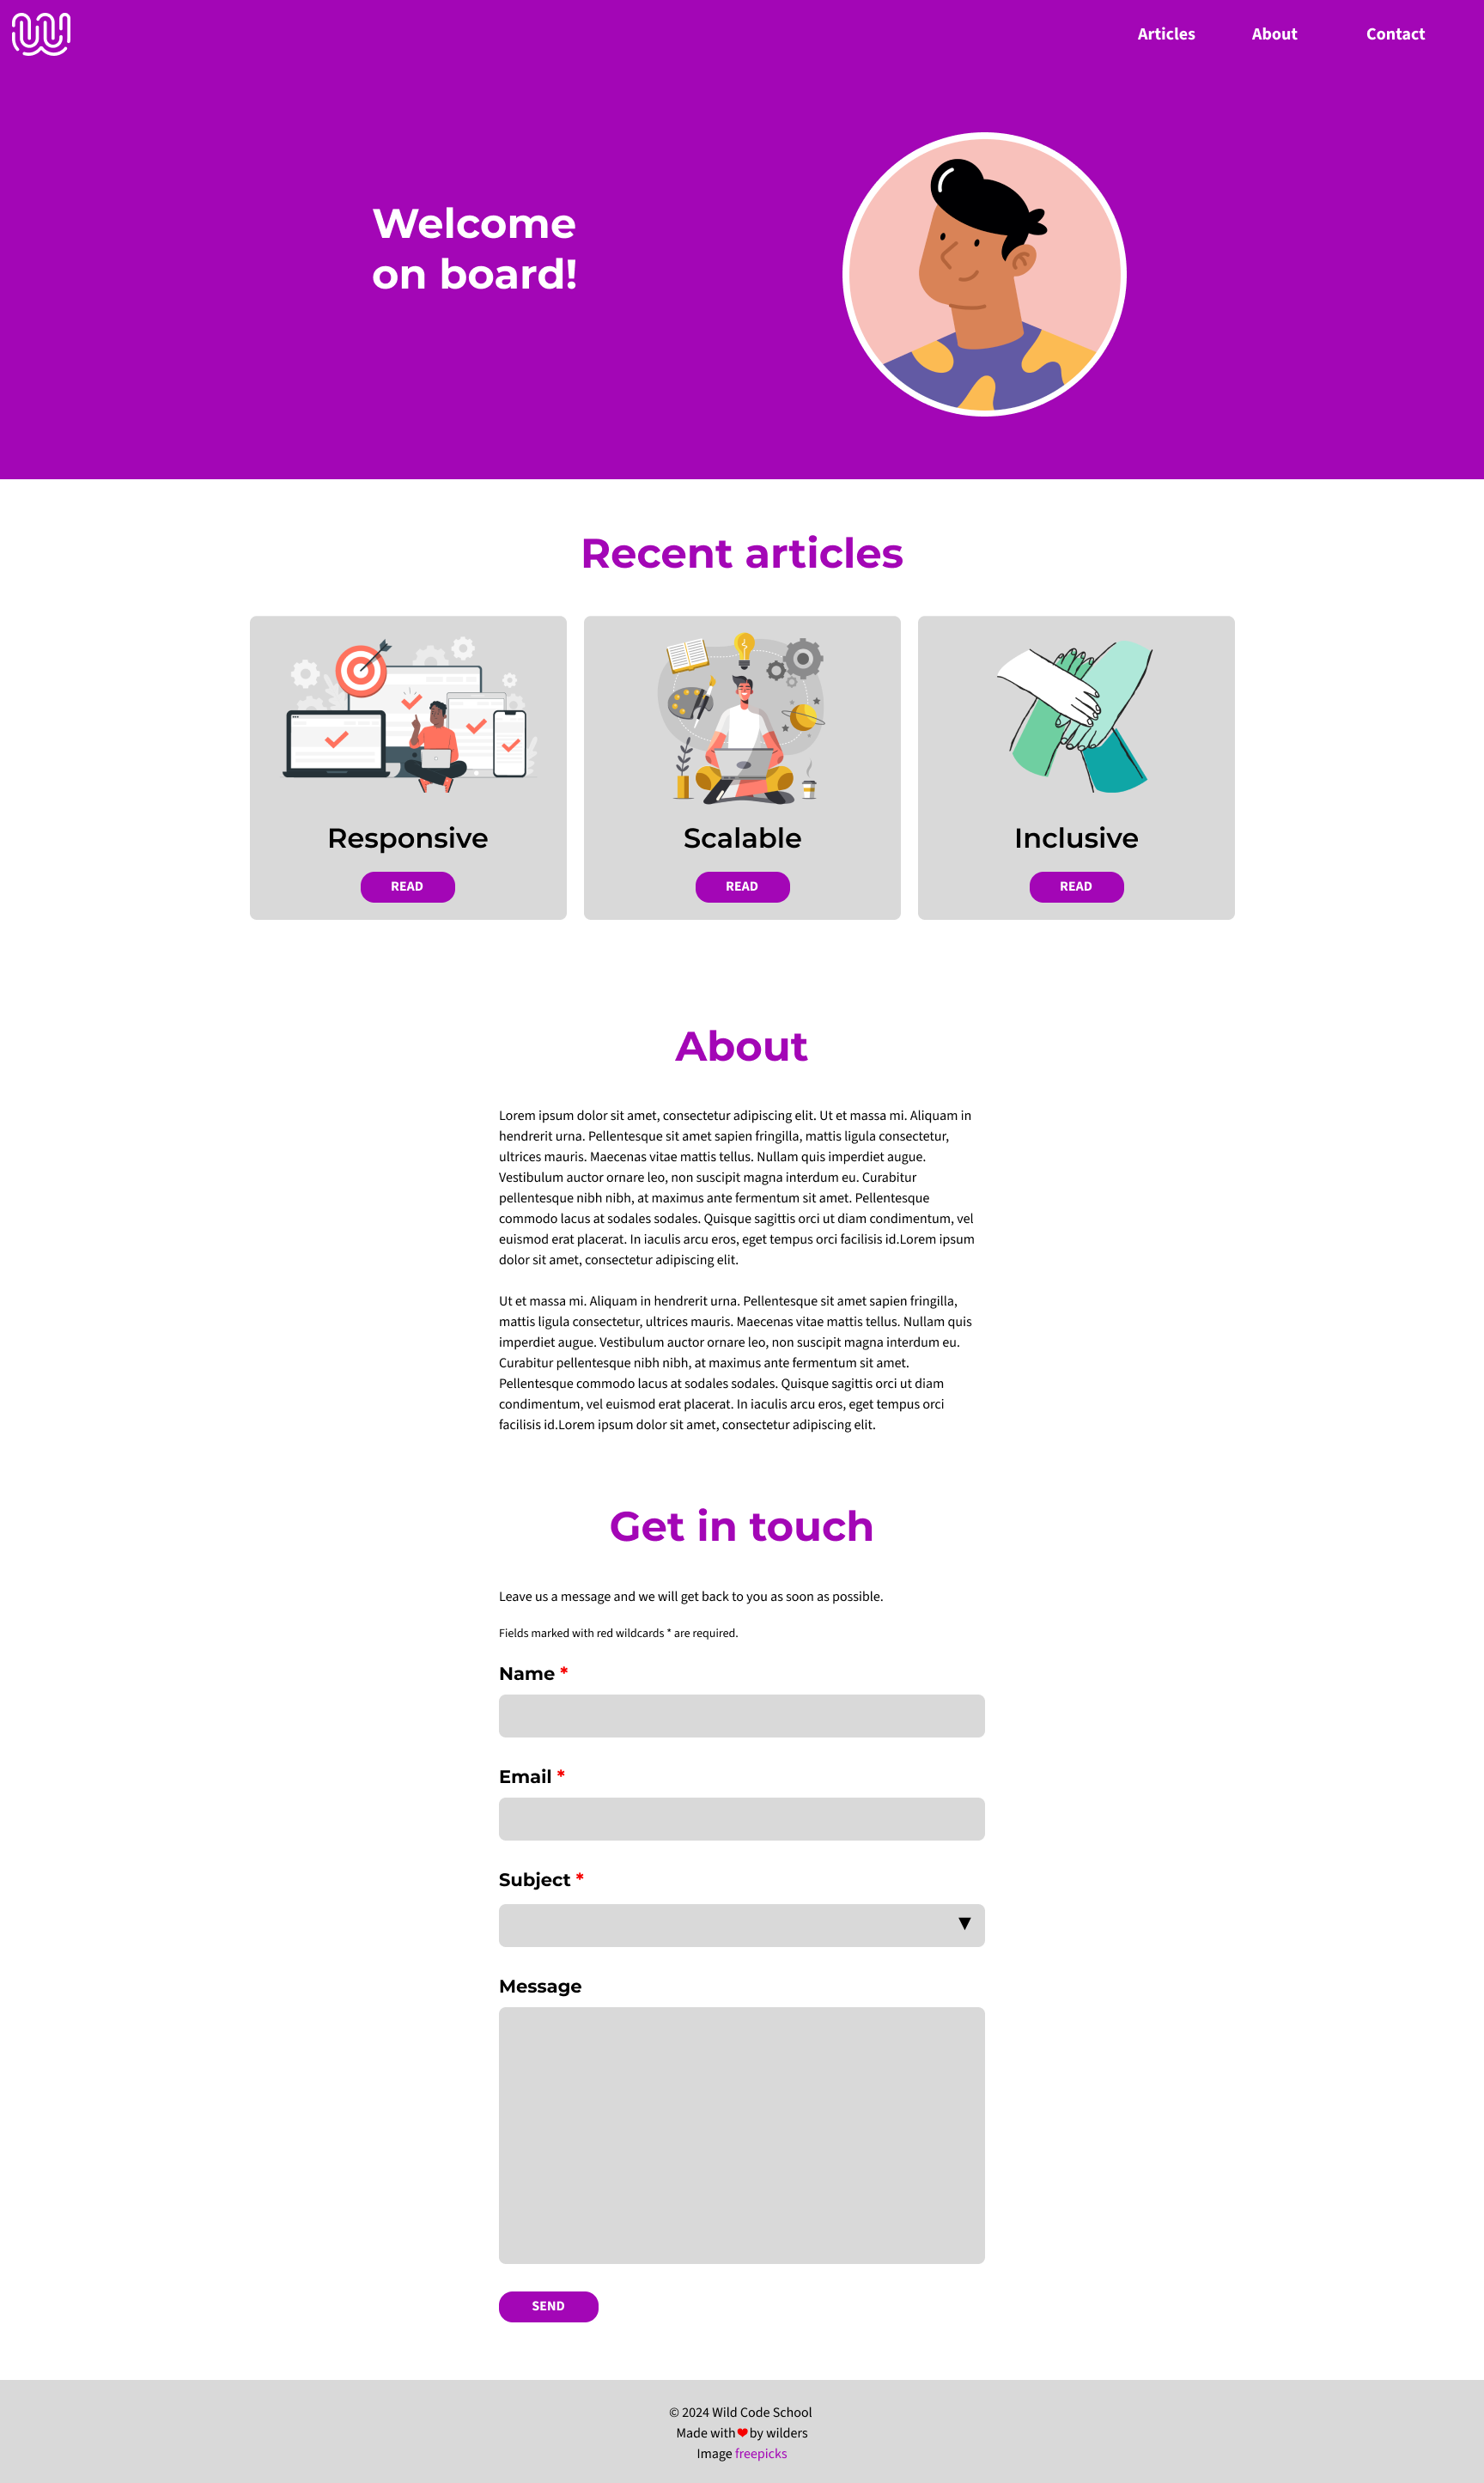 Articles About Contact
Welcome
on board!
Recent articles
Responsive
READ
Scalable
READ
Inclusive
READ
About
Lorem ipsum dolor sit amet, consectetur adipiscing elit. Ut et massa mi. Aliquam in
hendrerit urna. Pellentesque sit amet sapien fringilla, mattis ligula consectetur,
ultrices mauris. Maecenas vitae mattis tellus. Nullam quis imperdiet augue.
Vestibulum auctor ornare leo, non suscipit magna interdum eu. Curabitur
pellentesque nibh nibh, at maximus ante fermentum sit amet. Pellentesque
commodo lacus at sodales sodales. Quisque sagittis orci ut diam condimentum, vel
euismod erat placerat. In iaculis arcu eros, eget tempus orci facilisis id.Lorem ipsum
dolor sit amet, consectetur adipiscing elit.
Ut et massa mi. Aliquam in hendrerit urna. Pellentesque sit amet sapien fringilla,
mattis ligula consectetur, ultrices mauris. Maecenas vitae mattis tellus. Nullam quis
imperdiet augue. Vestibulum auctor ornare leo, non suscipit magna interdum eu.
Curabitur pellentesque nibh nibh, at maximus ante fermentum sit amet.
Pellentesque commodo lacus at sodales sodales. Quisque sagittis orci ut diam
condimentum, vel euismod erat placerat. In iaculis arcu eros, eget tempus orci
facilisis id.Lorem ipsum dolor sit amet, consectetur adipiscing elit.
Get in touch
Leave us a message and we will get back to you as soon as possible.
Fields marked with red wildcards * are required.
Name *
Email *
Subject *
▼
Message
SEND
© 2024 Wild Code School
Made with ❤ by wilders
Image freepicks